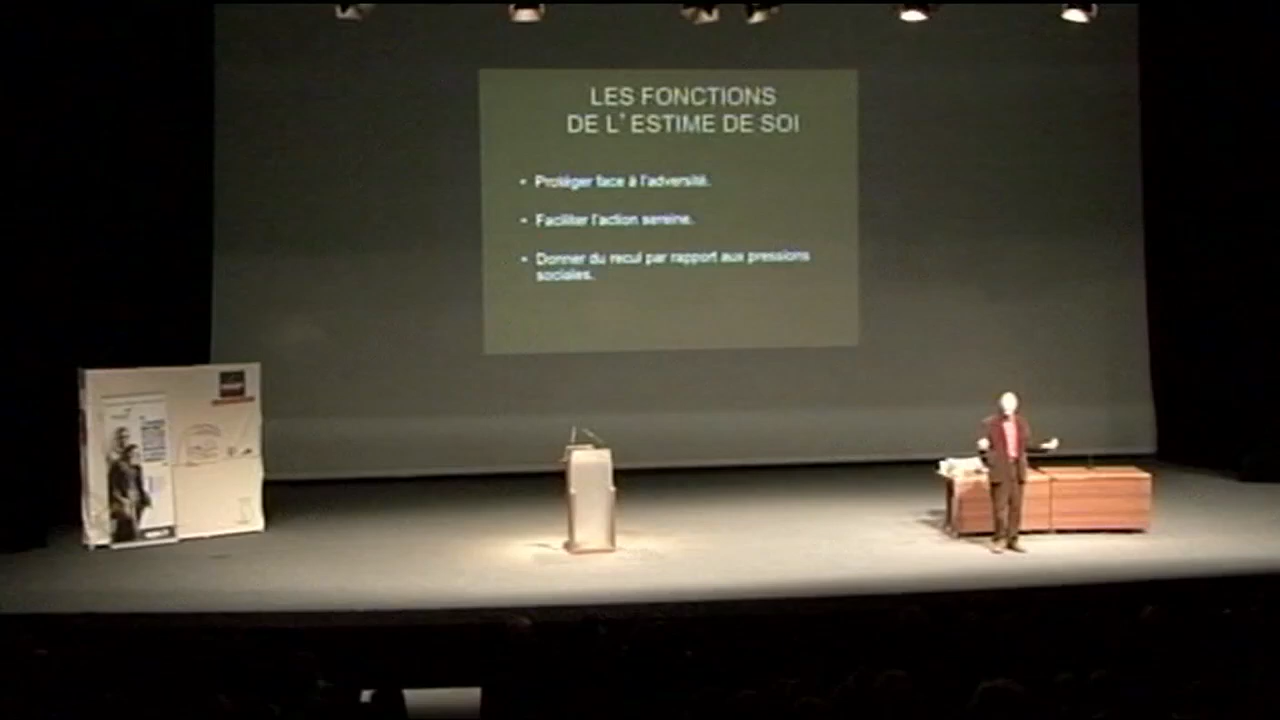 LES FONCTIONS
DE L'ESTIME DE SOI
• Protéger face à l'adversité.
• Faciliter l'action sereine.
• Donner du recul par rapport aux pressions
sociales.